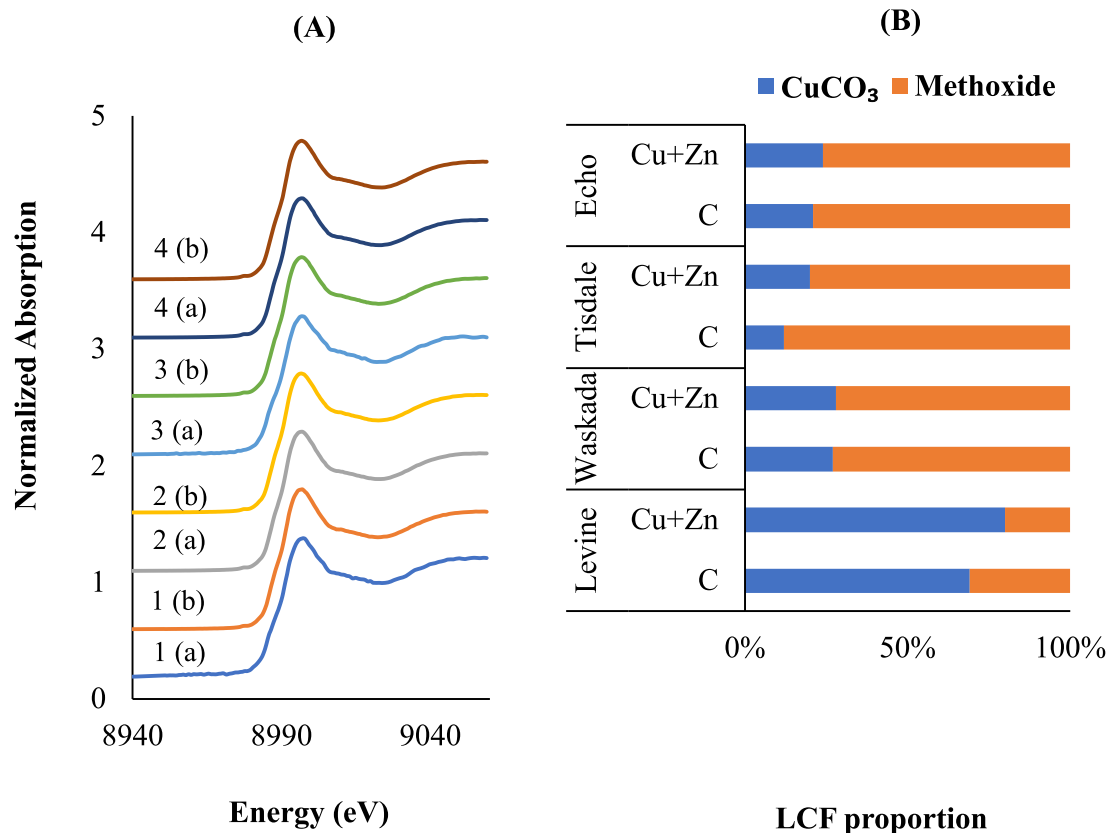 (A)
Normalized Absorption
5
4
3
2
1
0
4 (b)
4 (a)
3 (b)
3 (a)
2 (b)
2 (a)
1 (b)
1 (a)
8940 8990 9040
Energy (eV)
(B)
CuCO₃ Methoxide
Echo
Cu+Zn
C
Tisdale
Cu+Zn
C
Waskada
Cu+Zn
C
Levine
Cu+Zn
C
0% 50% 100%
LCF proportion